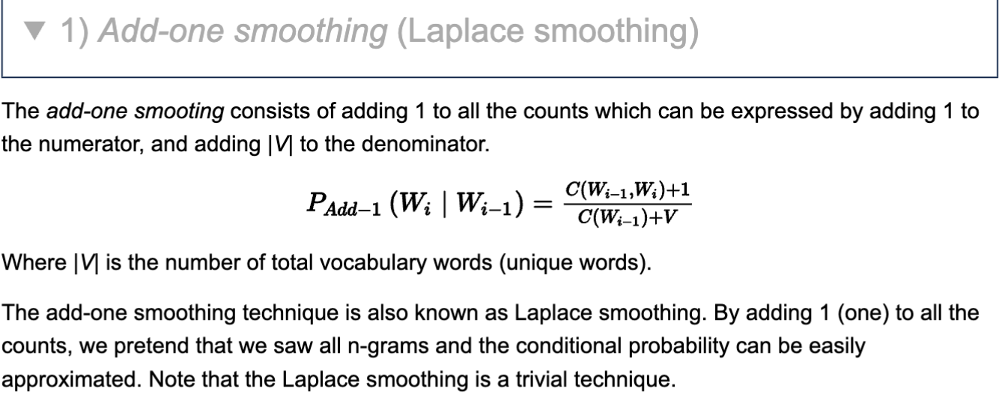 ▼ 1) Add-one smoothing (Laplace smoothing)
The add-one smooting consists of adding 1 to all the counts which can be expressed by adding 1 to
the numerator, and adding |V| to the denominator.
P_{Add-1} (W_i | W_{i-1}) = \frac{C(W_{i-1},W_i)+1}{C(W_{i-1})+V}
Where |V| is the number of total vocabulary words (unique words).
The add-one smoothing technique is also known as Laplace smoothing. By adding 1 (one) to all the
counts, we pretend that we saw all n-grams and the conditional probability can be easily
approximated. Note that the Laplace smoothing is a trivial technique.